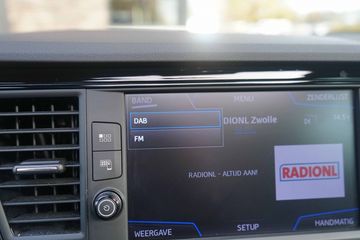 BAND MENU ZENDERLIJST
DAB
DIONL Zwolle
FM
RADIONL
RADIONL - ALTIJD AAN!
WEERGAVE SETUP HANDMATIG